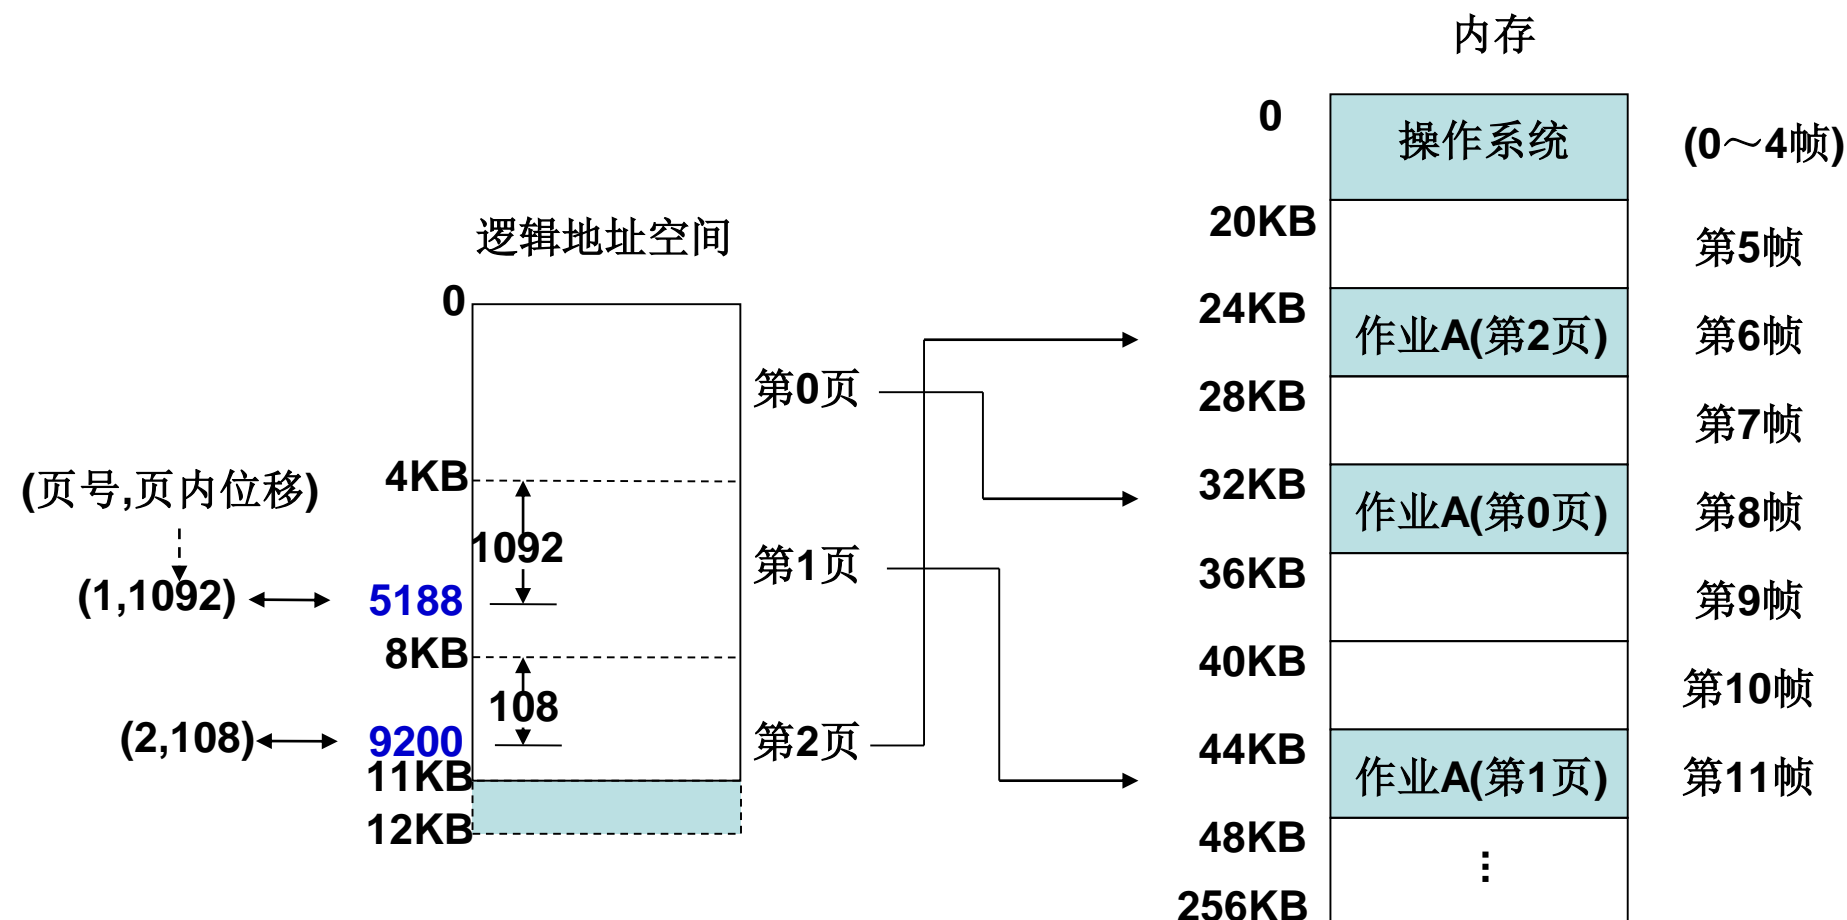 内存
0
操作系统
(0～4帧)
20KB
第5帧
逻辑地址空间
0
24KB
作业A(第2页)
第6帧
第0页
28KB
第7帧
4KB
(页号,页内位移)
32KB
作业A(第0页)
第8帧
1092
第1页
36KB
第9帧
(1,1092)
5188
8KB
40KB
第10帧
108
(2,108)
9200
第2页
44KB
作业A(第1页)
第11帧
11KB
12KB
48KB
⋮
256KB